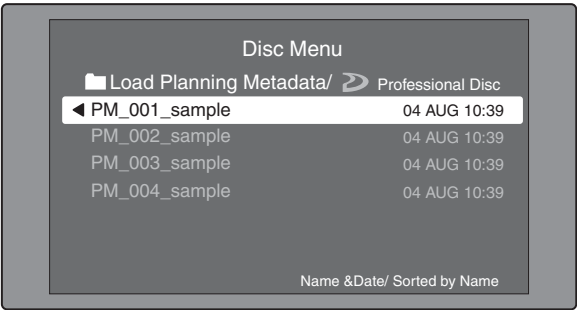 Disc Menu
Load Planning Metadata/ Professional Disc
PM_001_sample 04 AUG 10:39
PM_002_sample 04 AUG 10:39
PM_003_sample 04 AUG 10:39
PM_004_sample 04 AUG 10:39
Name &Date/ Sorted by Name